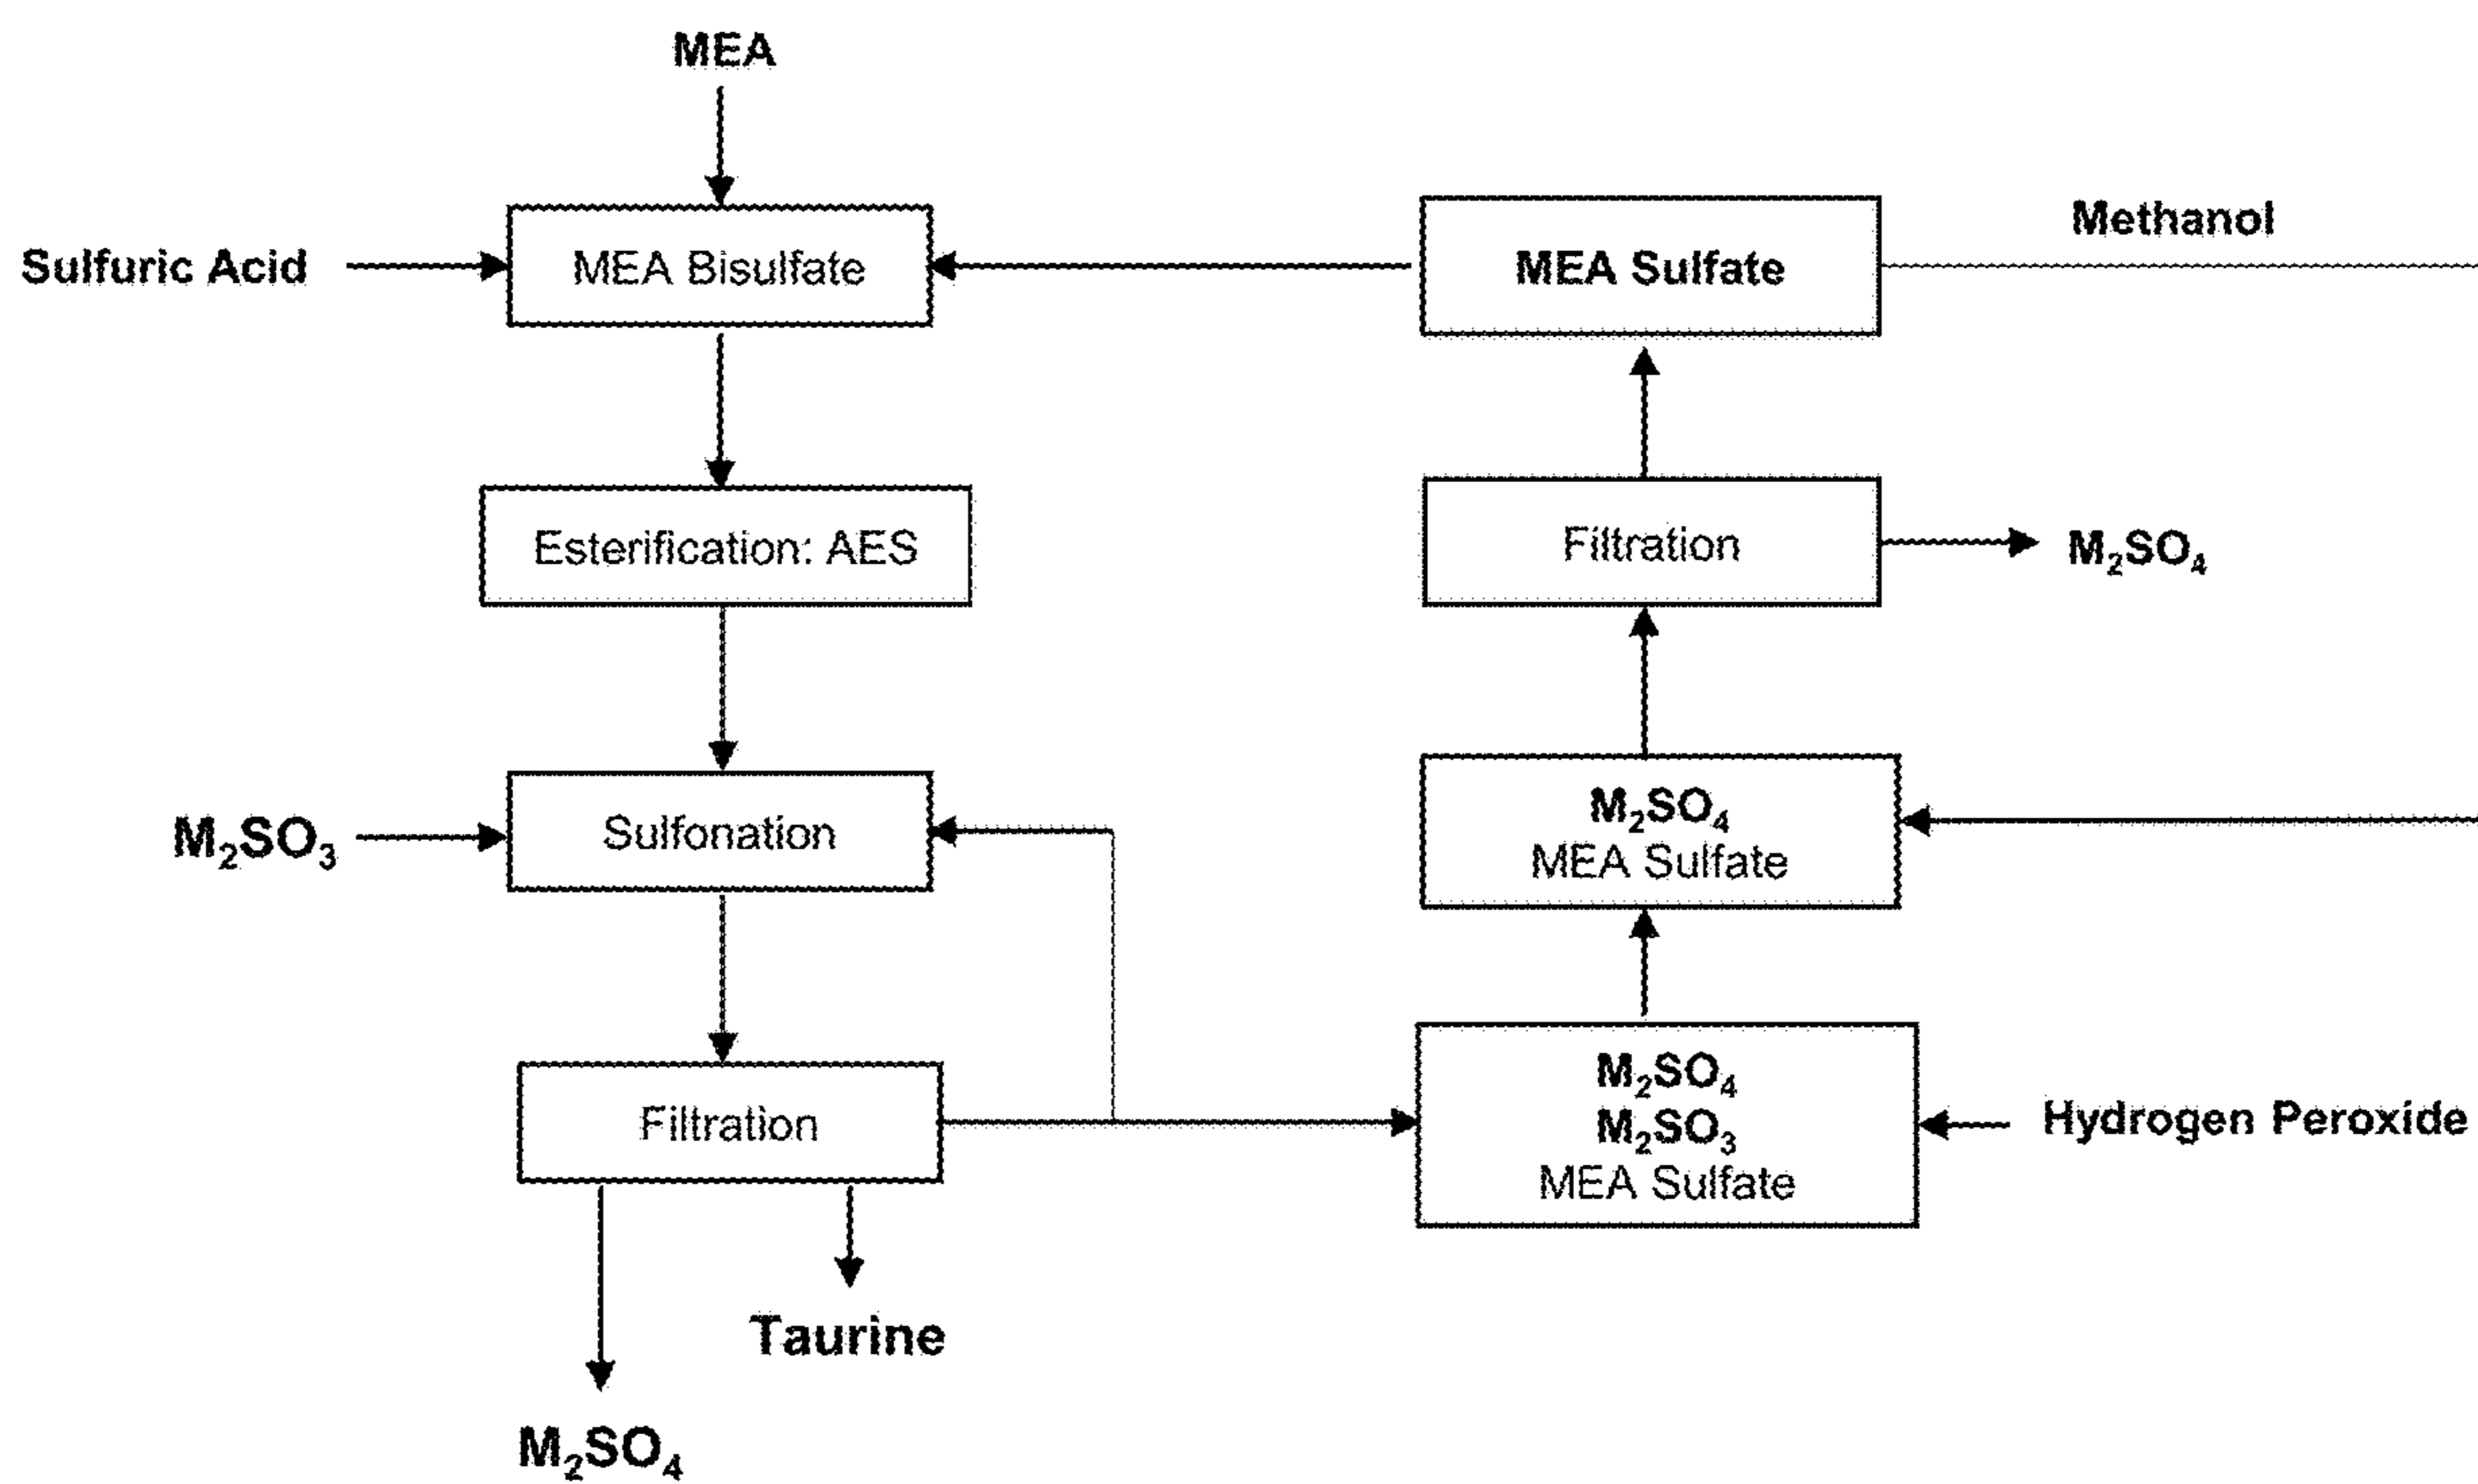 MEA
Sulfuric Acid
MEA Bisulfate
MEA Sulfate
Methanol
Esterification: AES
Filtration
M₂SO₄
M₂SO₃
Sulfonation
M₂SO₄
MEA Sulfate
Filtration
M₂SO₄
M₂SO₃
MEA Sulfate
Hydrogen Peroxide
Taurine
M₂SO₄